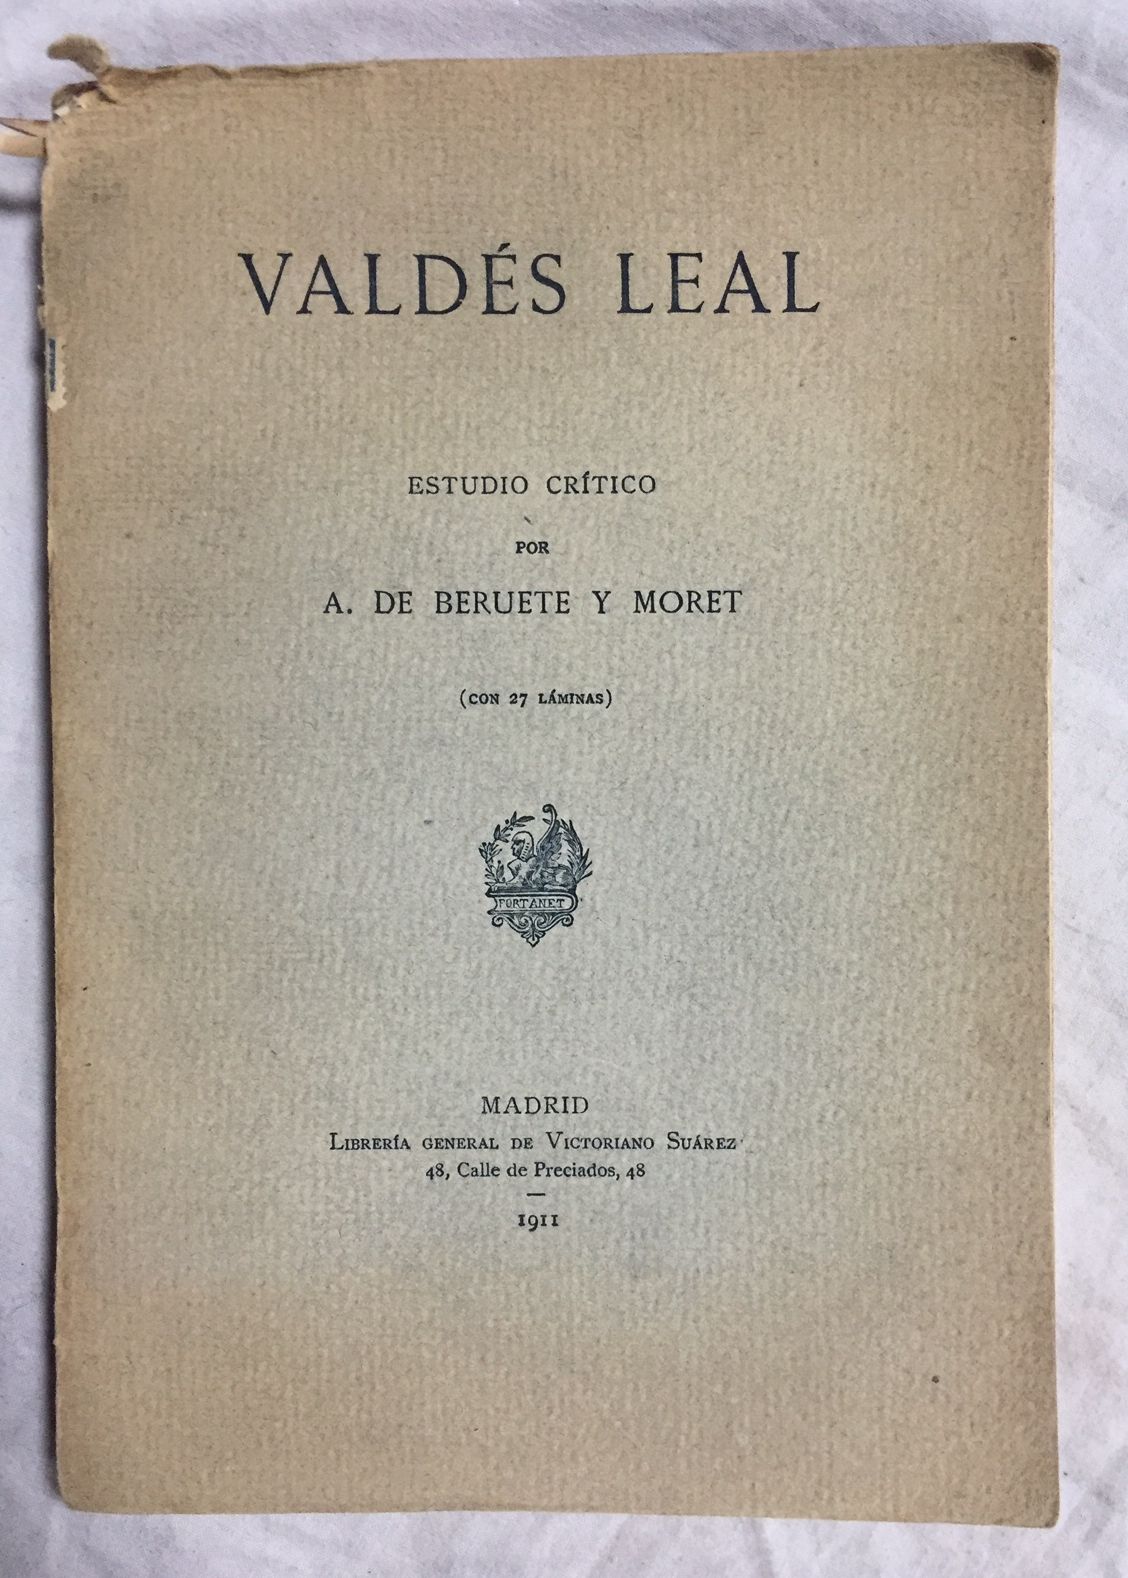 VALDÉS LEAL
ESTUDIO CRÍTICO
POR
A. DE BERUETE Y MORET
(CON 27 LÁMINAS)
FORTANET
MADRID
LIBRERÍA GENERAL DE VICTORIANO SUÁREZ
48, Calle de Preciados, 48
1911